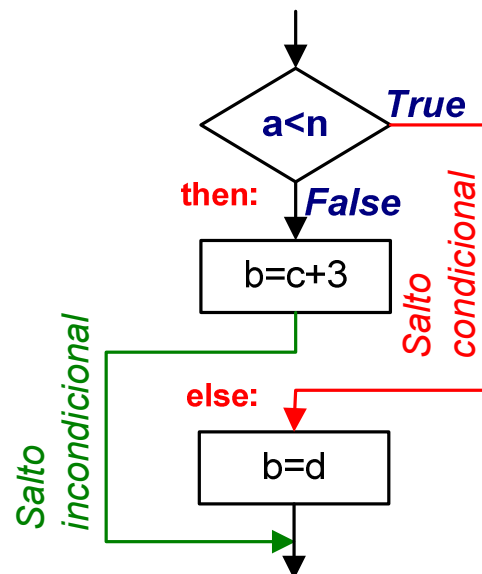 True
a<n
then:
False
b=c+3
Salto
condicional
else:
b=d
Salto
incondicional